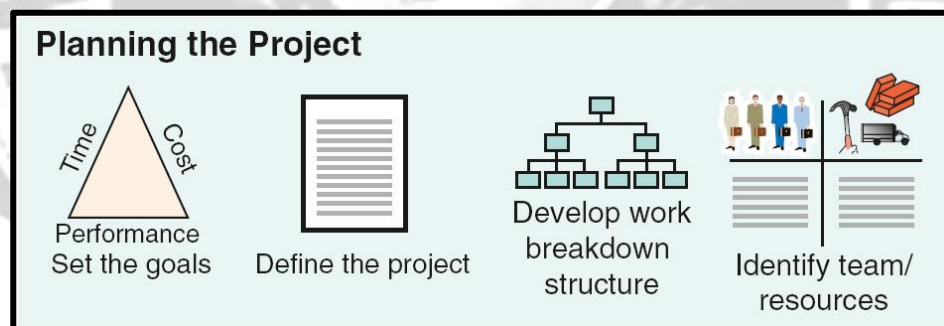 Planning the Project
Time
Cost
Performance
Set the goals
Define the project
Develop work
breakdown
structure
Identify team/
resources